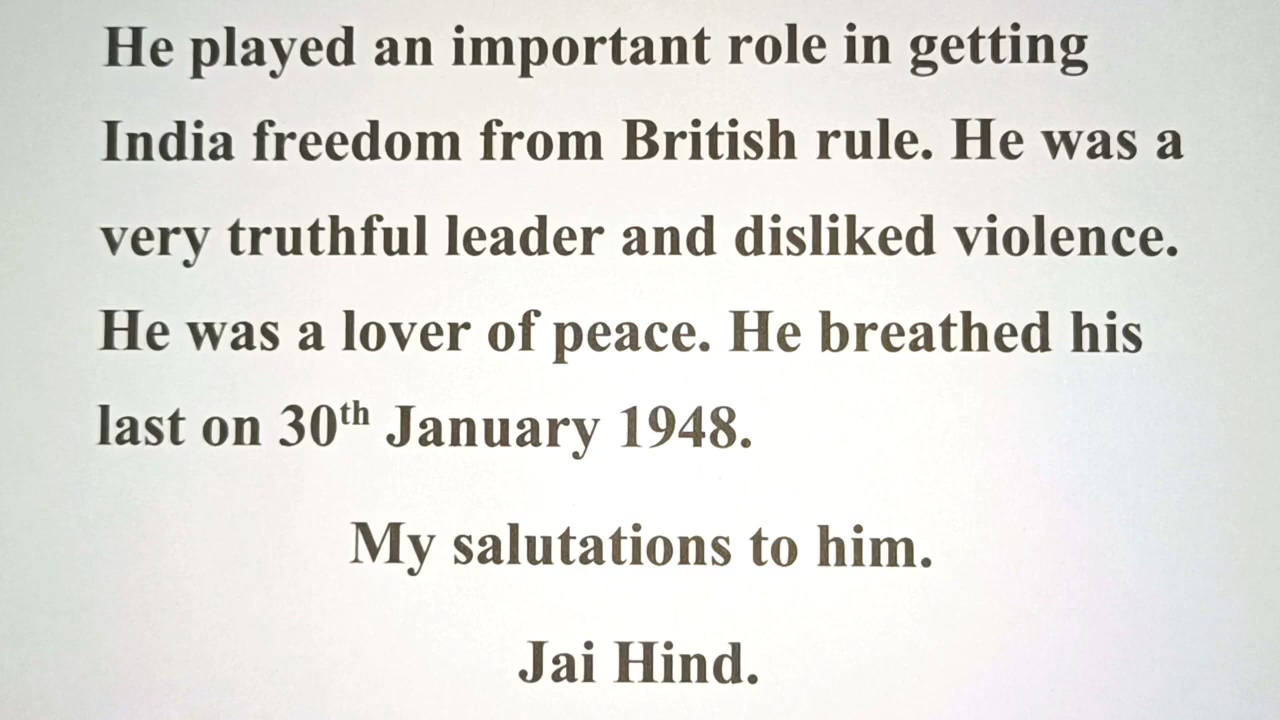 He played an important role in getting
India freedom from British rule. He was a
very truthful leader and disliked violence.
He was a lover of peace. He breathed his
last on 30th January 1948.
My salutations to him.
Jai Hind.